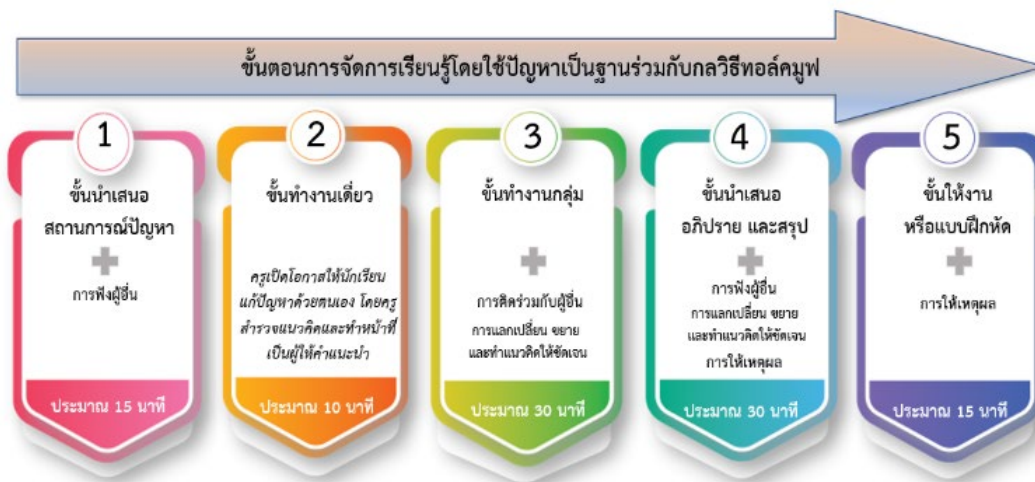 ขั้นตอนการจัดการเรียนรู้โดยใช้ปัญหาเป็นฐานร่วมกับกลวิธีทอล์คมูฟ
1
ขั้นนำเสนอ
สถานการณ์ปัญหา
การฟังผู้อื่น
ประมาณ 15 นาที
2
ขั้นทำงานเดี่ยว
ครูเปิดโอกาสให้นักเรียน
แก้ปัญหาด้วยตนเอง โดยครู
สำรวจแนวคิดและทำหน้าที่
เป็นผู้ให้คำแนะนำ
ประมาณ 10 นาที
3
ขั้นทำงานกลุ่ม
การคิดร่วมกับผู้อื่น
การแลกเปลี่ยน ขยาย
และทำแนวคิดให้ชัดเจน
ประมาณ 30 นาที
4
ขั้นนำเสนอ
อภิปราย และสรุป
การฟังผู้อื่น
การแลกเปลี่ยน ขยาย
และทำแนวคิดให้ชัดเจน
การให้เหตุผล
ประมาณ 30 นาที
5
ขั้นให้งาน
หรือแบบฝึกหัด
การให้เหตุผล
ประมาณ 15 นาที